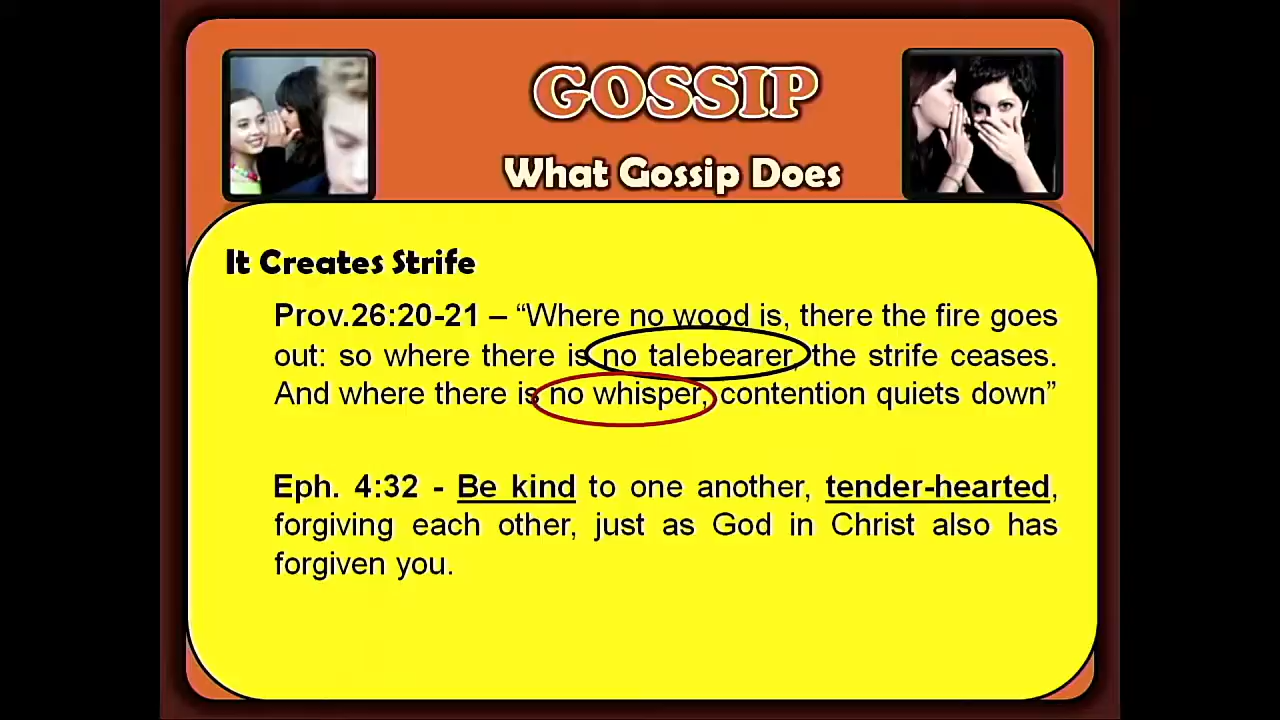 GOSSIP
What Gossip Does
It Creates Strife
Prov.26:20-21 – “Where no wood is, there the fire goes
out: so where there is no talebearer, the strife ceases.
And where there is no whisper, contention quiets down”
Eph. 4:32 - Be kind to one another, tender-hearted,
forgiving each other, just as God in Christ also has
forgiven you.